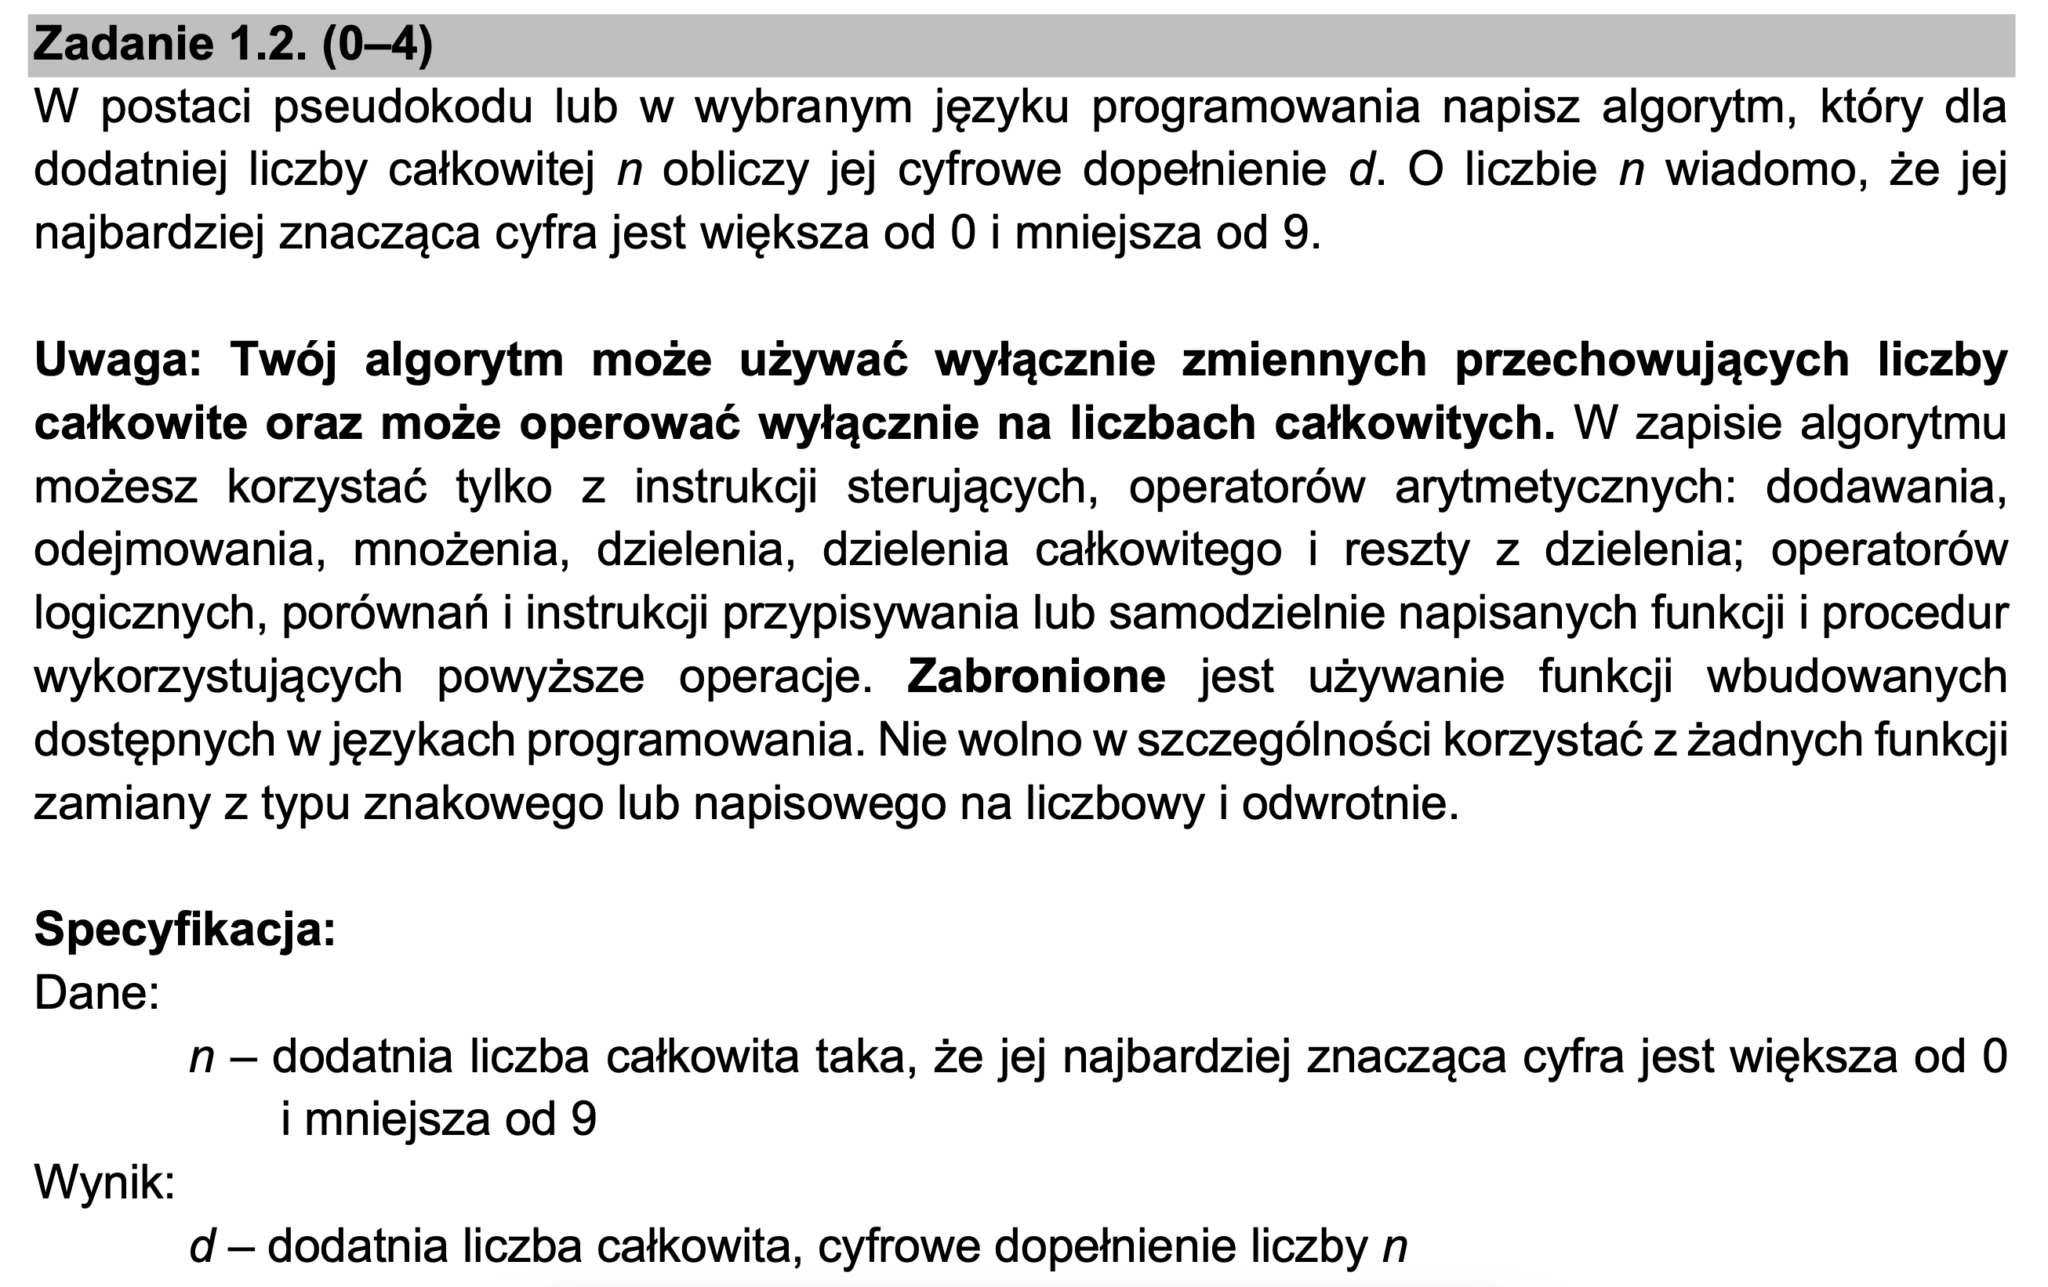 Zadanie 1.2. (0–4)
W postaci pseudokodu lub w wybranym języku programowania napisz algorytm, który dla
dodatniej liczby całkowitej n obliczy jej cyfrowe dopełnienie d. O liczbie n wiadomo, że jej
najbardziej znacząca cyfra jest większa od 0 i mniejsza od 9.
Uwaga: Twój algorytm może używać wyłącznie zmiennych przechowujących liczby
całkowite oraz może operować wyłącznie na liczbach całkowitych. W zapisie algorytmu
możesz korzystać tylko z instrukcji sterujących, operatorów arytmetycznych: dodawania,
odejmowania, mnożenia, dzielenia, dzielenia całkowitego i reszty z dzielenia; operatorów
logicznych, porównań i instrukcji przypisywania lub samodzielnie napisanych funkcji i procedur
wykorzystujących powyższe operacje. Zabronione jest używanie funkcji wbudowanych
dostępnych w językach programowania. Nie wolno w szczególności korzystać z żadnych funkcji
zamiany z typu znakowego lub napisowego na liczbowy i odwrotnie.
Specyfikacja:
Dane:
n – dodatnia liczba całkowita taka, że jej najbardziej znacząca cyfra jest większa od 0
i mniejsza od 9
Wynik:
d – dodatnia liczba całkowita, cyfrowe dopełnienie liczby n